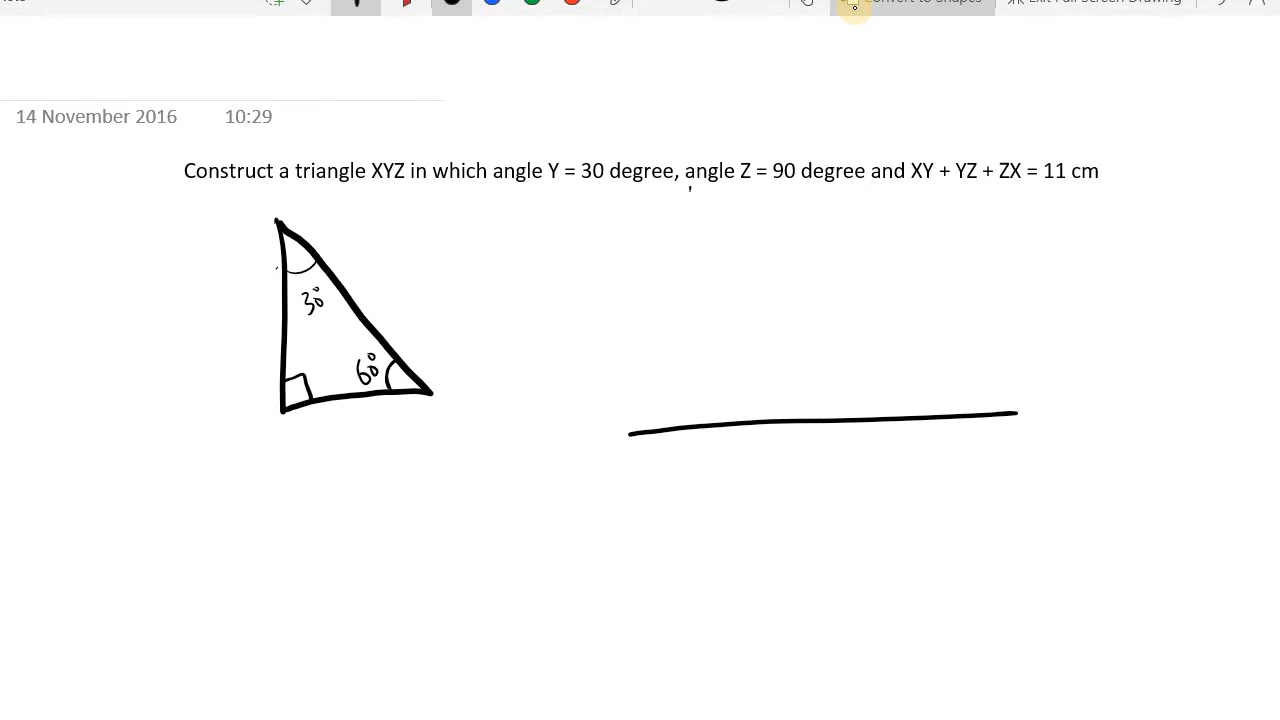 14 November 2016 10:29
Construct a triangle XYZ in which angle Y = 30 degree, angle Z = 90 degree and XY + YZ + ZX = 11 cm
30°
60°